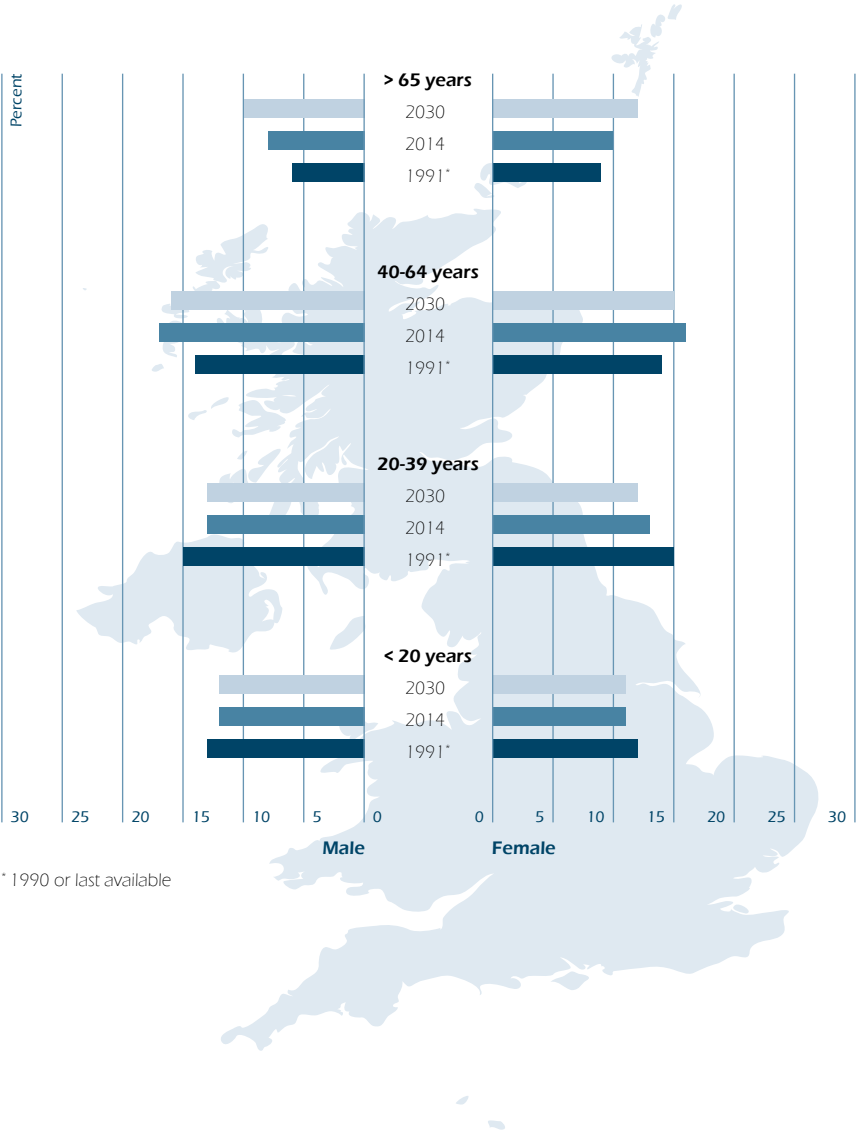 Percent
> 65 years
2030
2014
1991*
40-64 years
2030
2014
1991*
20-39 years
2030
2014
1991*
< 20 years
2030
2014
1991*
30 25 20 15 10 5 0 0 5 10 15 20 25 30
Male Female
* 1990 or last available